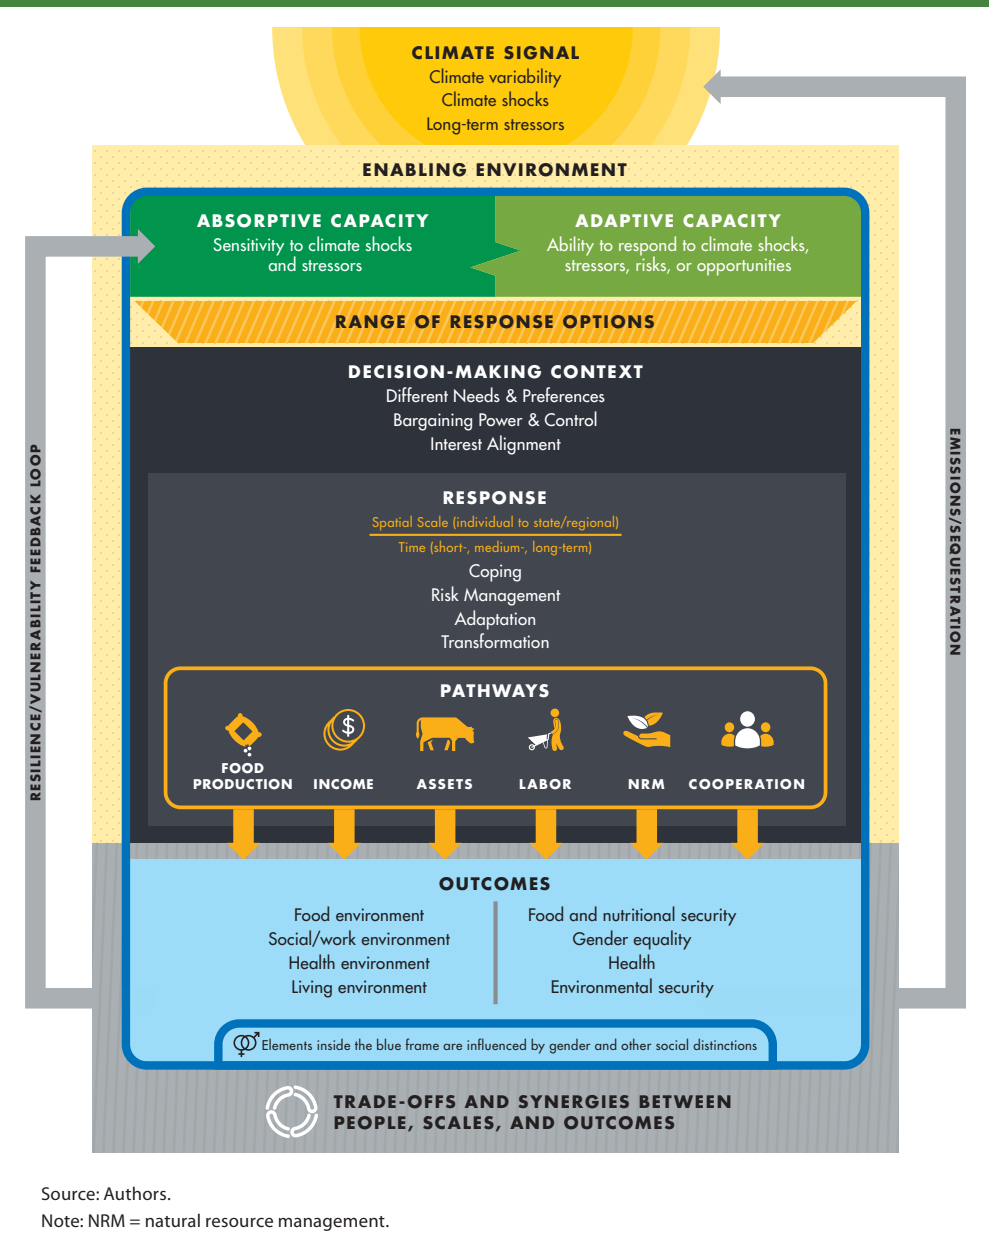 CLIMATE SIGNAL
Climate variability
Climate shocks
Long-term stressors
ENABLING ENVIRONMENT
ABSORPTIVE CAPACITY
Sensitivity to climate shocks
and stressors
ADAPTIVE CAPACITY
Ability to respond to climate shocks,
stressors, risks, or opportunities
RANGE OF RESPONSE OPTIONS
DECISION-MAKING CONTEXT
Different Needs & Preferences
Bargaining Power & Control
Interest Alignment
RESPONSE
Spatial Scale (individual to state/regional)
Time (short-, medium-, long-term)
Coping
Risk Management
Adaptation
Transformation
PATHWAYS
$
FOOD
PRODUCTION
INCOME
ASSETS
LABOR
NRM
COOPERATION
OUTCOMES
Food environment
Social/work environment
Health environment
Living environment
Food and nutritional security
Gender equality
Health
Environmental security
Elements inside the blue frame are influenced by gender and other social distinctions
TRADE-OFFS AND SYNERGIES BETWEEN
PEOPLE, SCALES, AND OUTCOMES
RESILIENCE/VULNERABILITY FEEDBACK LOOP
EMISSIONS/SEQUESTRATION
Source: Authors.
Note: NRM = natural resource management.